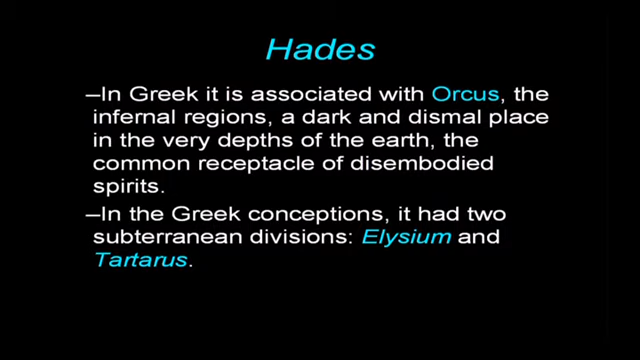 Hades
–In Greek it is associated with Orcus, the
infernal regions, a dark and dismal place
in the very depths of the earth, the
common receptacle of disembodied
spirits.
–In the Greek conceptions, it had two
subterranean divisions: Elysium and
Tartarus.